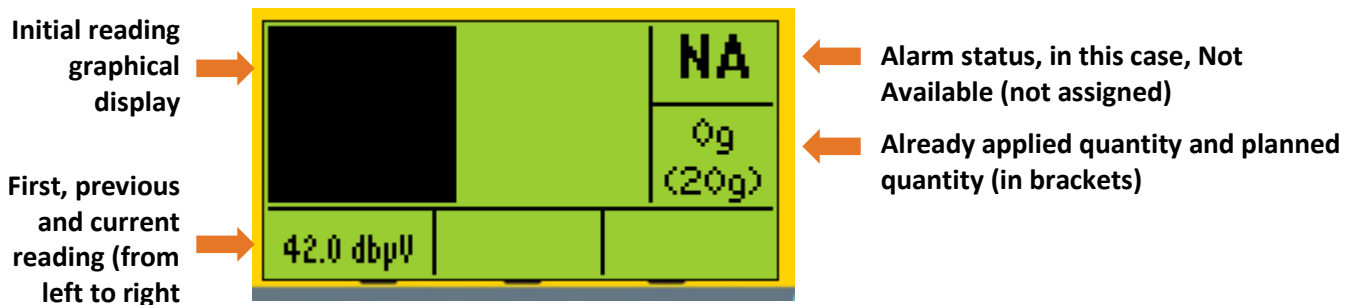 Initial reading
graphical
display
First, previous
and current
reading (from
left to right
NA
0g
(20g)
42.0 dbµV
Alarm status, in this case, Not
Available (not assigned)
Already applied quantity and planned
quantity (in brackets)